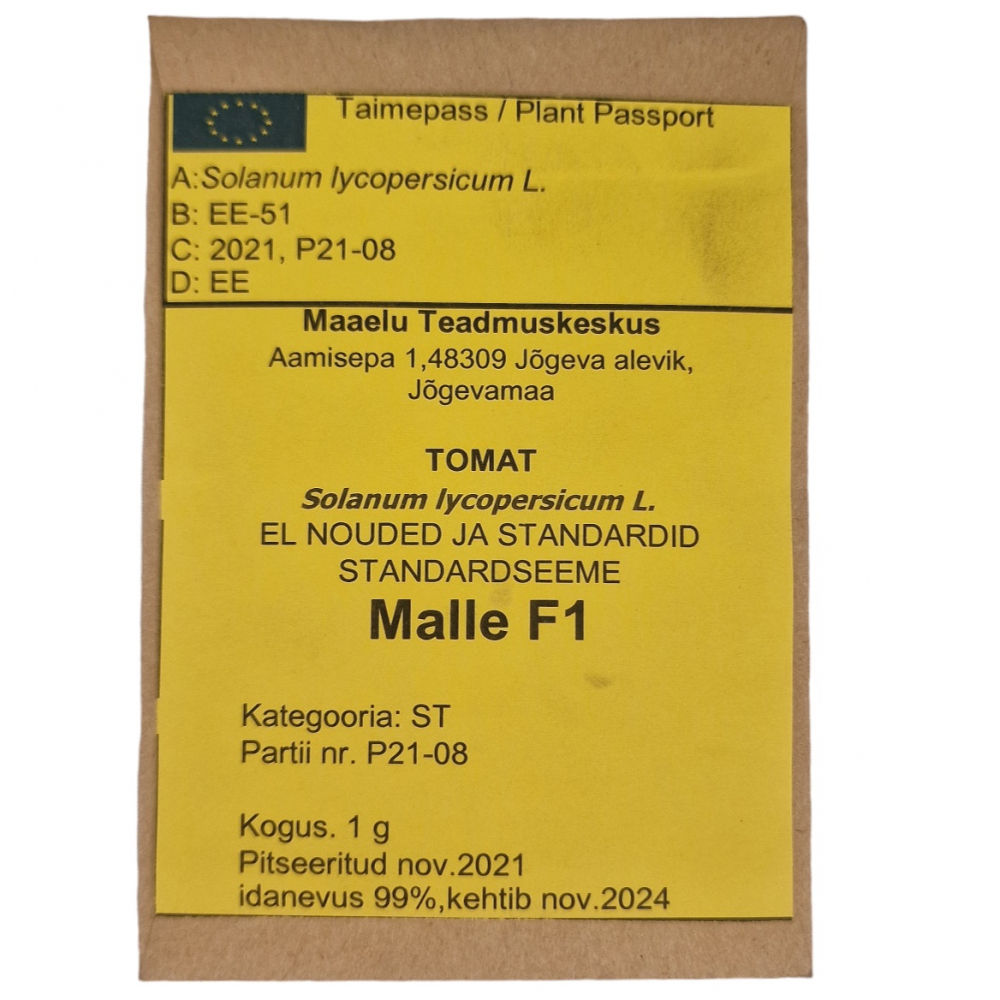 Taimepass / Plant Passport
A:Solanum lycopersicum L.
B: EE-51
C: 2021, P21-08
D: EE
Maaelu Teadmuskeskus
Aamisepa 1,48309 Jõgeva alevik,
Jõgevamaa
TOMAT
Solanum lycopersicum L.
EL NOUDED JA STANDARDID
STANDARDSEEME
Malle F1
Kategooria: ST
Partii nr. P21-08
Kogus. 1 g
Pitseeritud nov.2021
idanevus 99%,kehtib nov.2024